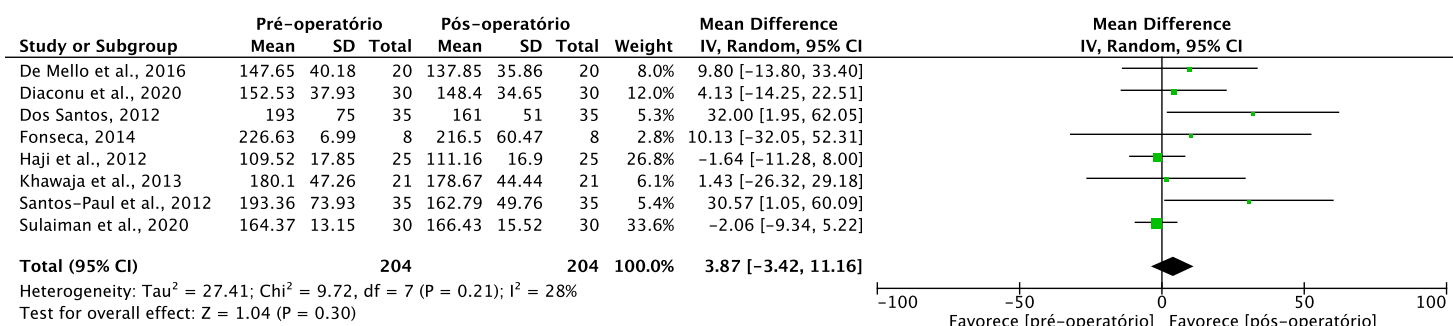 Pré-operatório Pós-operatório Mean Difference Mean Difference
Study or Subgroup Mean SD Total Mean SD Total Weight IV, Random, 95% CI IV, Random, 95% CI
De Mello et al., 2016 147.65 40.18 20 137.85 35.86 20 8.0% 9.80 [-13.80, 33.40]
Diaconu et al., 2020 152.53 37.93 30 148.4 34.65 30 12.0% 4.13 [-14.25, 22.51]
Dos Santos, 2012 193 75 35 161 51 35 5.3% 32.00 [1.95, 62.05]
Fonseca, 2014 226.63 6.99 8 216.5 60.47 8 2.8% 10.13 [-32.05, 52.31]
Haji et al., 2012 109.52 17.85 25 111.16 16.9 25 26.8% -1.64 [-11.28, 8.00]
Khawaja et al., 2013 180.1 47.26 21 178.67 44.44 21 6.1% 1.43 [-26.32, 29.18]
Santos-Paul et al., 2012 193.36 73.93 35 162.79 49.76 35 5.4% 30.57 [1.05, 60.09]
Sulaiman et al., 2020 164.37 13.15 30 166.43 15.52 30 33.6% -2.06 [-9.34, 5.22]
Total (95% CI) 204 204 100.0% 3.87 [-3.42, 11.16]
Heterogeneity: Tau² = 27.41; Chi² = 9.72, df = 7 (P = 0.21); I² = 28%
Test for overall effect: Z = 1.04 (P = 0.30)
-100 -50 0 50 100
Favorece [pré-operatório] Favorece [pós-operatório]